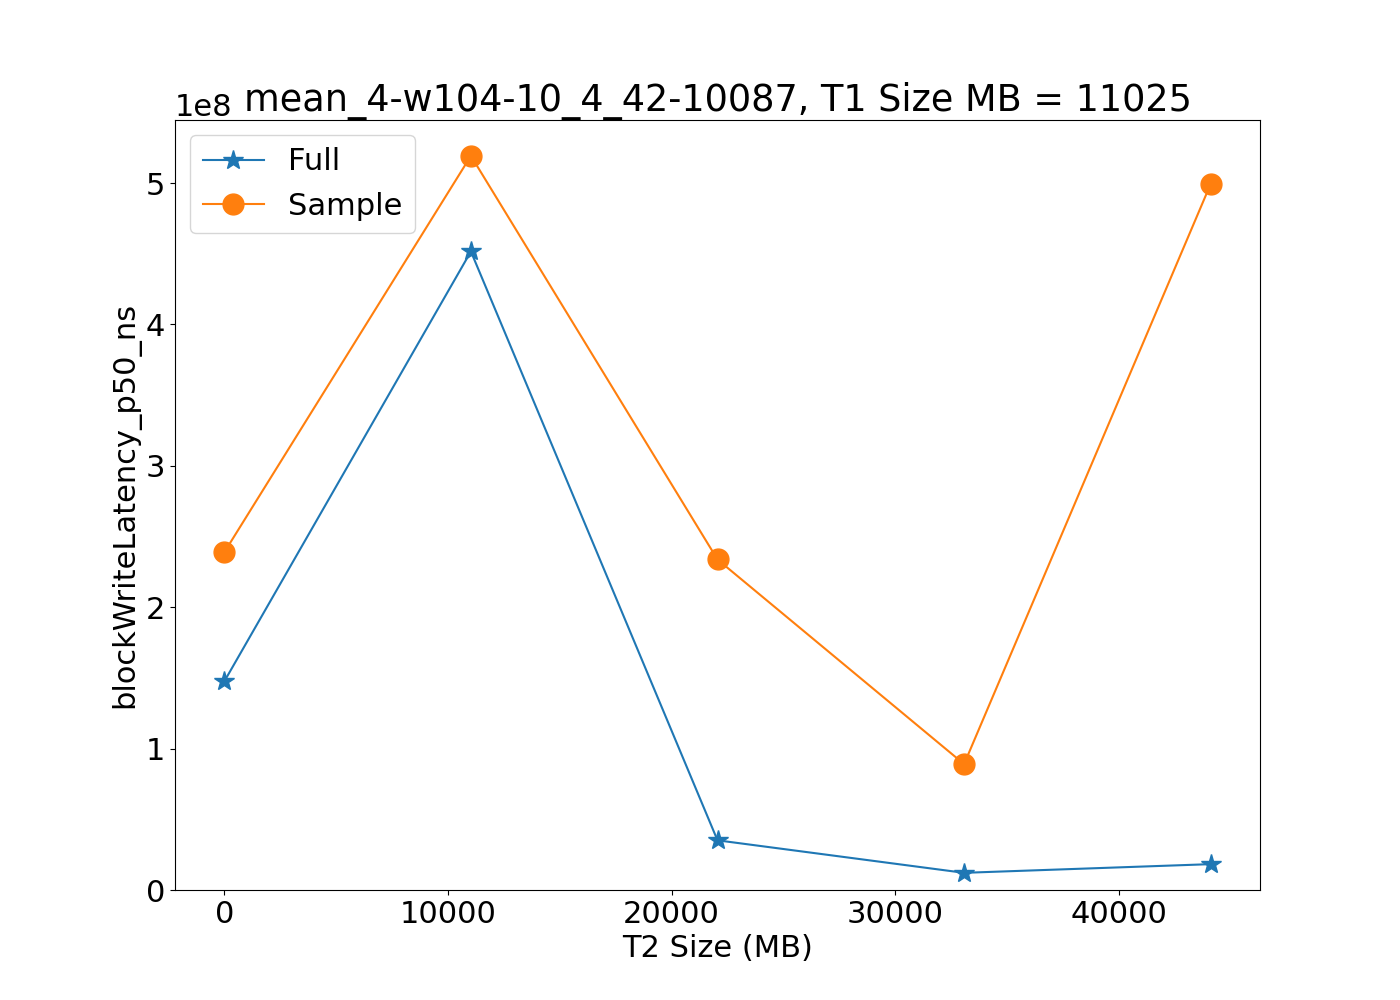 1e8
mean_4-w104-10_4_42-10087, T1 Size MB = 11025
Full
Sample
blockWriteLatency_p50_ns
5
4
3
2
1
0
0 10000 20000 30000 40000
T2 Size (MB)